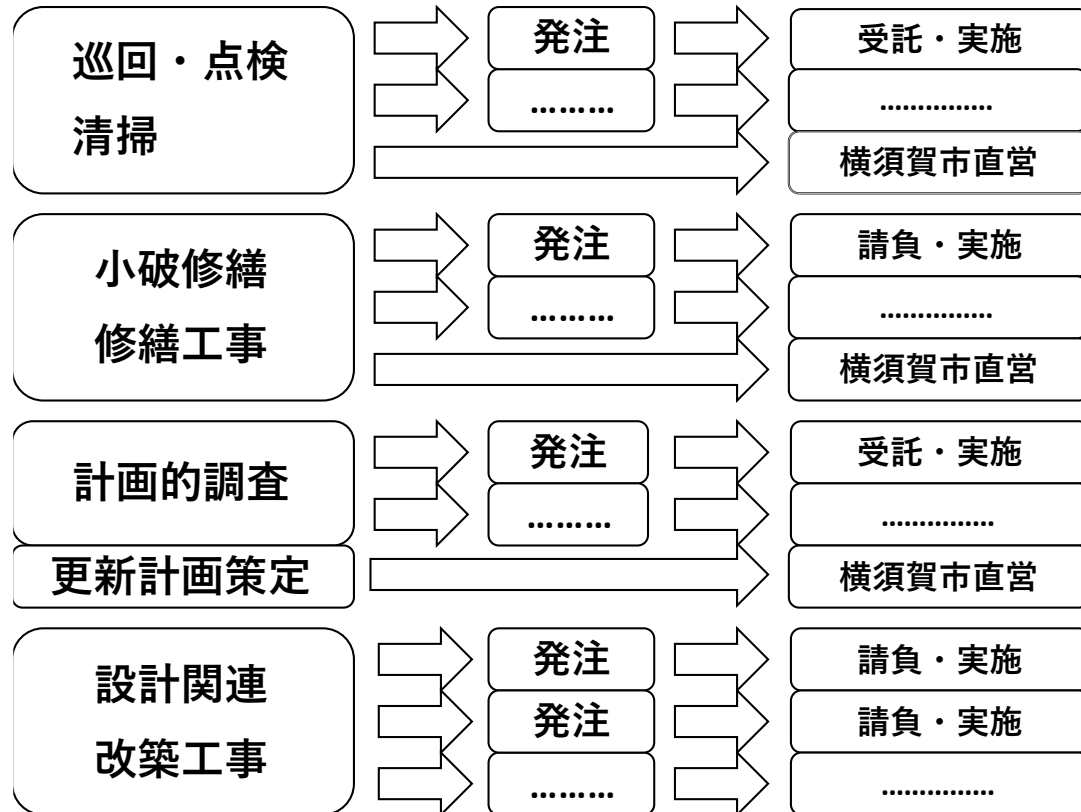 巡回・点検
清掃
発注
受託・実施
………
……………
横須賀市直営
小破修繕
修繕工事
発注
請負・実施
………
……………
横須賀市直営
計画的調査
発注
受託・実施
………
……………
更新計画策定
横須賀市直営
設計関連
改築工事
発注
請負・実施
発注
請負・実施
………
……………